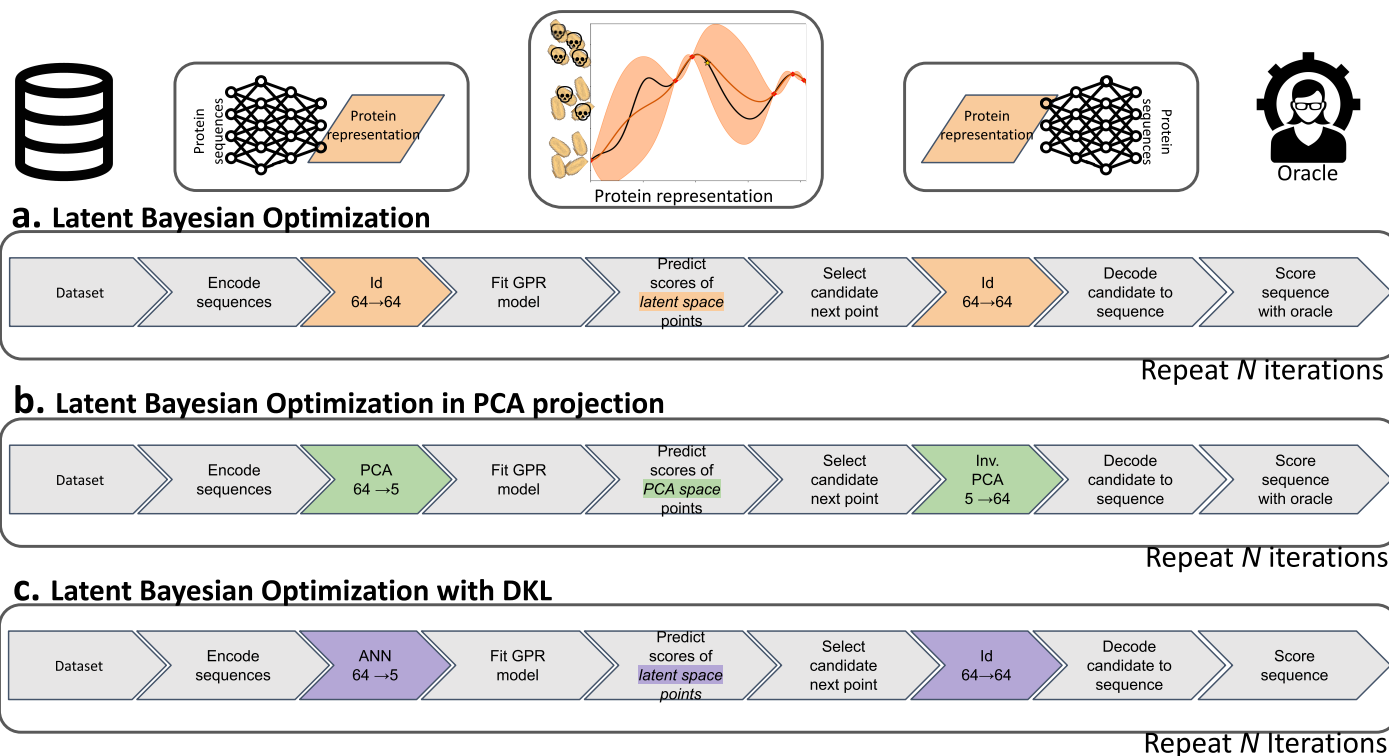 Protein
sequences
Protein
representation
Protein representation
Protein
representation
Protein
sequences
Oracle
a. Latent Bayesian Optimization
Dataset
Encode
sequences
Id
64→64
Fit GPR
model
Predict
scores of
latent space
points
Select
candidate
next point
Id
64→64
Decode
candidate to
sequence
Score
sequence
with oracle
Repeat N iterations
b. Latent Bayesian Optimization in PCA projection
Dataset
Encode
sequences
PCA
64 →5
Fit GPR
model
Predict
scores of
PCA space
points
Select
candidate
next point
Inv.
PCA
5 →64
Decode
candidate to
sequence
Score
sequence
with oracle
Repeat N iterations
c. Latent Bayesian Optimization with DKL
Dataset
Encode
sequences
ANN
64 →5
Fit GPR
model
Predict
scores of
latent space
points
Select
candidate
next point
Id
64→64
Decode
candidate to
sequence
Score
sequence
Repeat N Iterations